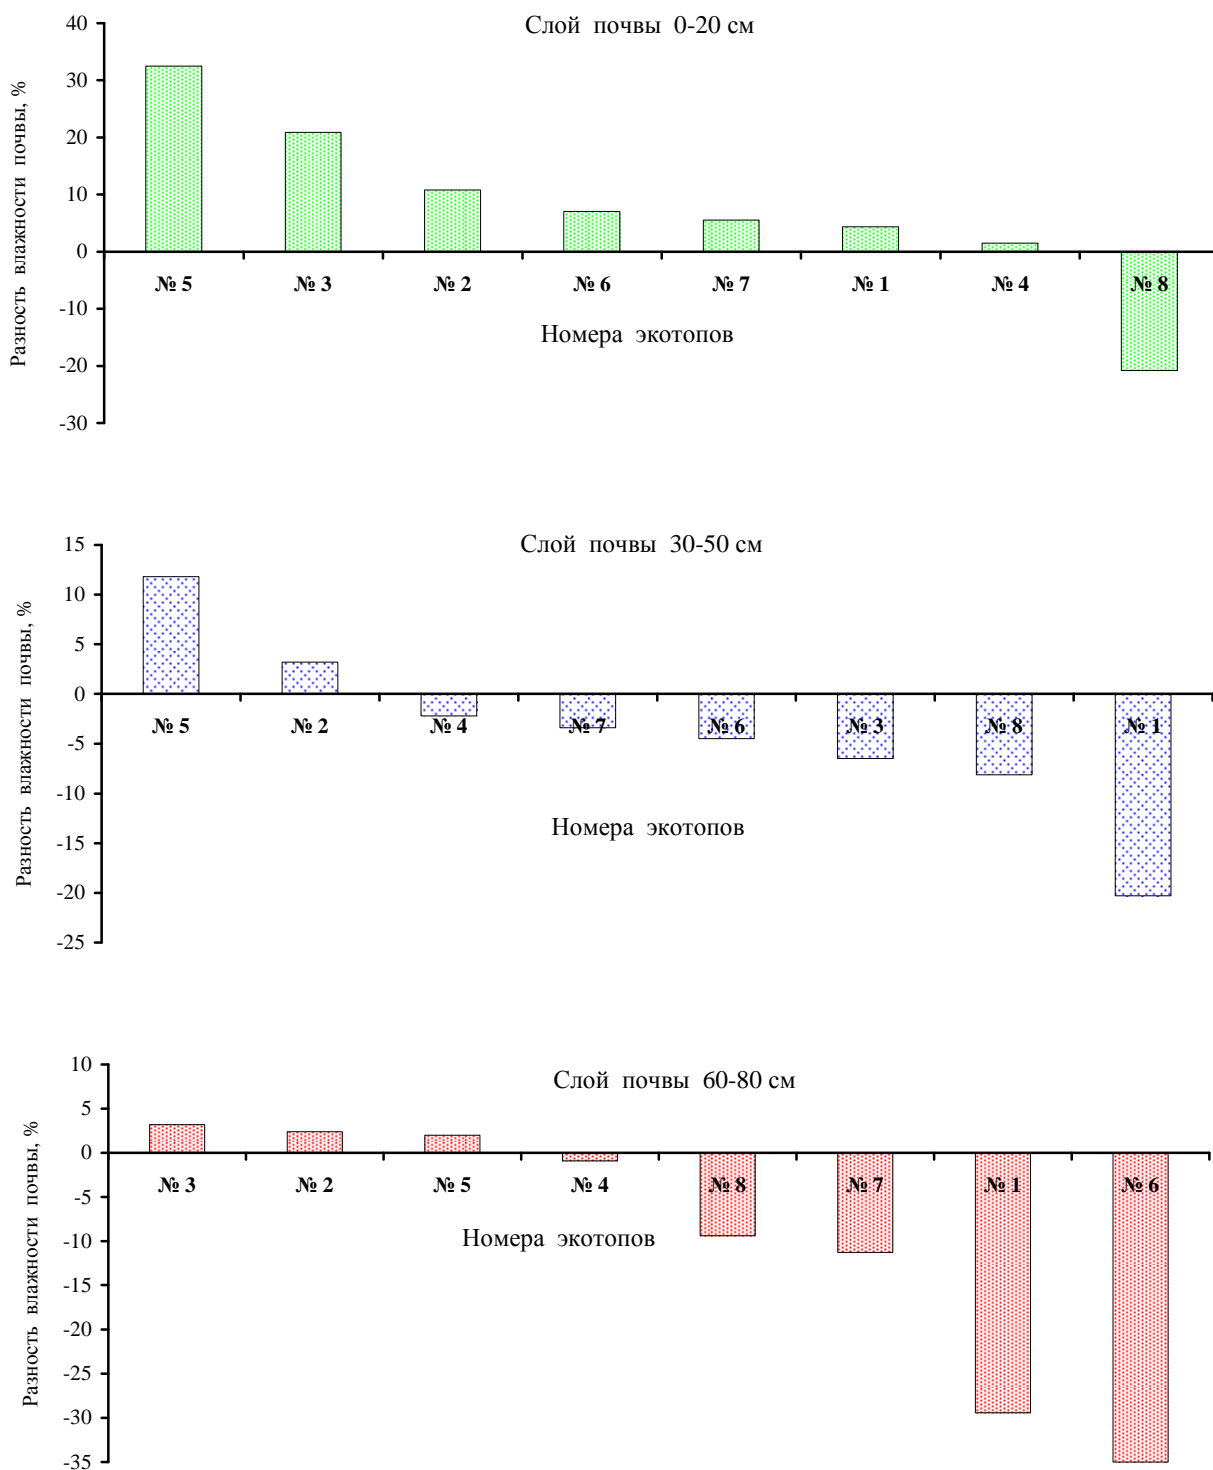 Слой почвы 0-20 см
Разность влажности почвы, %
40
30
20
10
0
-10
-20
-30
№ 5 № 3 № 2 № 6 № 7 № 1 № 4 № 8
Номера экотопов
Слой почвы 30-50 см
Разность влажности почвы, %
15
10
5
0
-5
-10
-15
-20
-25
№ 5 № 2 № 4 № 7 № 6 № 3 № 8 № 1
Номера экотопов
Слой почвы 60-80 см
Разность влажности почвы, %
10
5
0
-5
-10
-15
-20
-25
-30
-35
№ 3 № 2 № 5 № 4 № 8 № 7 № 1 № 6
Номера экотопов